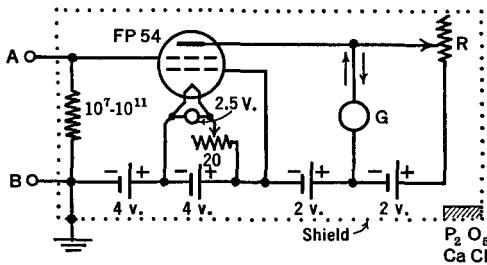 FP 54
A
R
10⁷-10¹¹
2.5 V.
G
20
B
- + - + - + - +
4 v. 4 v. 2 v. 2 v.
Shield
P₂ O₅
Ca Cl